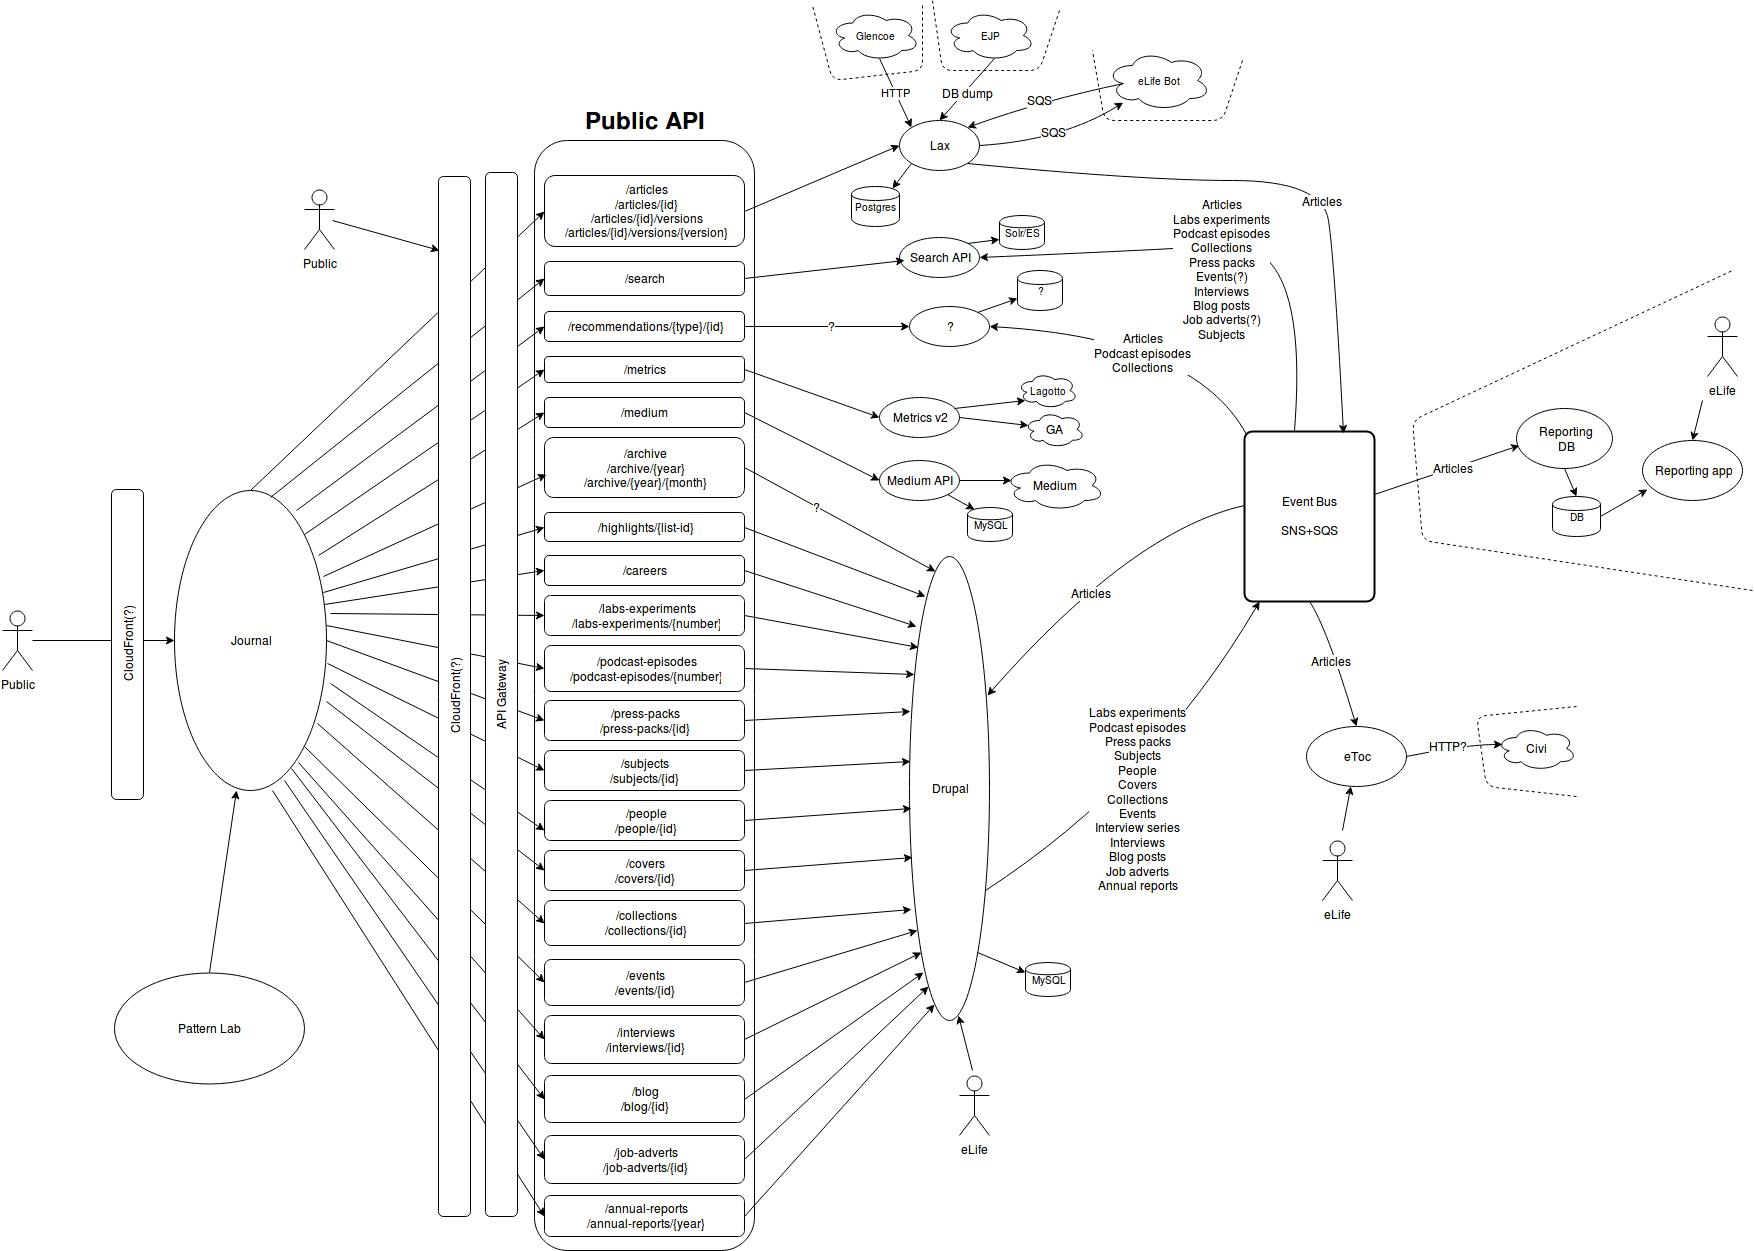 Glencoe
EJP
eLife Bot
HTTP
DB dump
SQS
SQS
Public API
Lax
Postgres
Articles
/articles
/articles/{id}
/articles/{id}/versions
/articles/{id}/versions/{version}
Public
/search
Search API
Solr/ES
Articles
Labs experiments
Podcast episodes
Collections
Press packs
Events(?)
Interviews
Blog posts
Job adverts(?)
Subjects
/recommendations/{type}/{id}
?
?
?
Articles
Podcast episodes
Collections
/metrics
Metrics v2
Lagotto
GA
/medium
Medium API
Medium
MySQL
/archive
/archive/{year}
/archive/{year}/{month}
?
/highlights/{list-id}
/careers
/labs-experiments
/labs-experiments/{number}
/podcast-episodes
/podcast-episodes/{number}
/press-packs
/press-packs/{id}
/subjects
/subjects/{id}
/people
/people/{id}
/covers
/covers/{id}
/collections
/collections/{id}
/events
/events/{id}
/interviews
/interviews/{id}
/blog
/blog/{id}
/job-adverts
/job-adverts/{id}
/annual-reports
/annual-reports/{year}
Public
CloudFront(?)
Journal
Pattern Lab
CloudFront(?)
API Gateway
Drupal
MySQL
eLife
Event Bus
SNS+SQS
Articles
Articles
Reporting
DB
DB
Reporting app
eLife
Articles
Labs experiments
Podcast episodes
Press packs
Subjects
People
Covers
Collections
Events
Interview series
Interviews
Blog posts
Job adverts
Annual reports
eToc
HTTP?
Civi
eLife